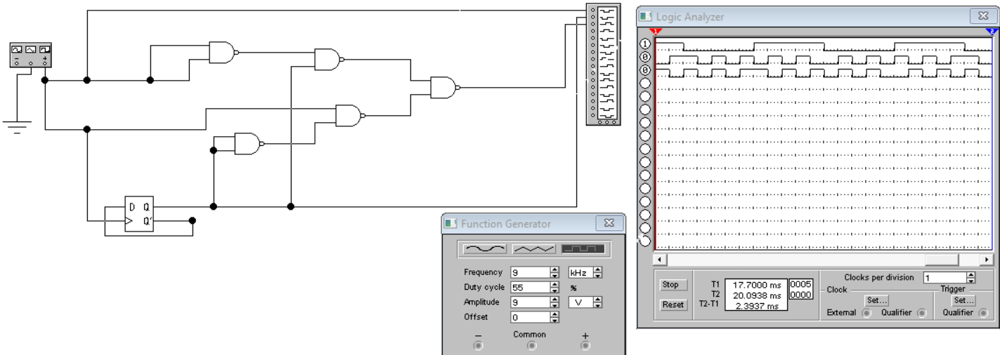 Logic Analyzer
1
2
1
0
0
D Q
Q'
Function Generator
Frequency 9 kHz
Duty cycle 55 %
Amplitude 9 V
Offset 0
− Common +
Stop
Reset
T1 17.7000 ms 0005
T2 20.0938 ms 0000
T2-T1 2.3937 ms
Clocks per division 1
Clock
Set...
External Qualifier
Trigger
Set...
Qualifier